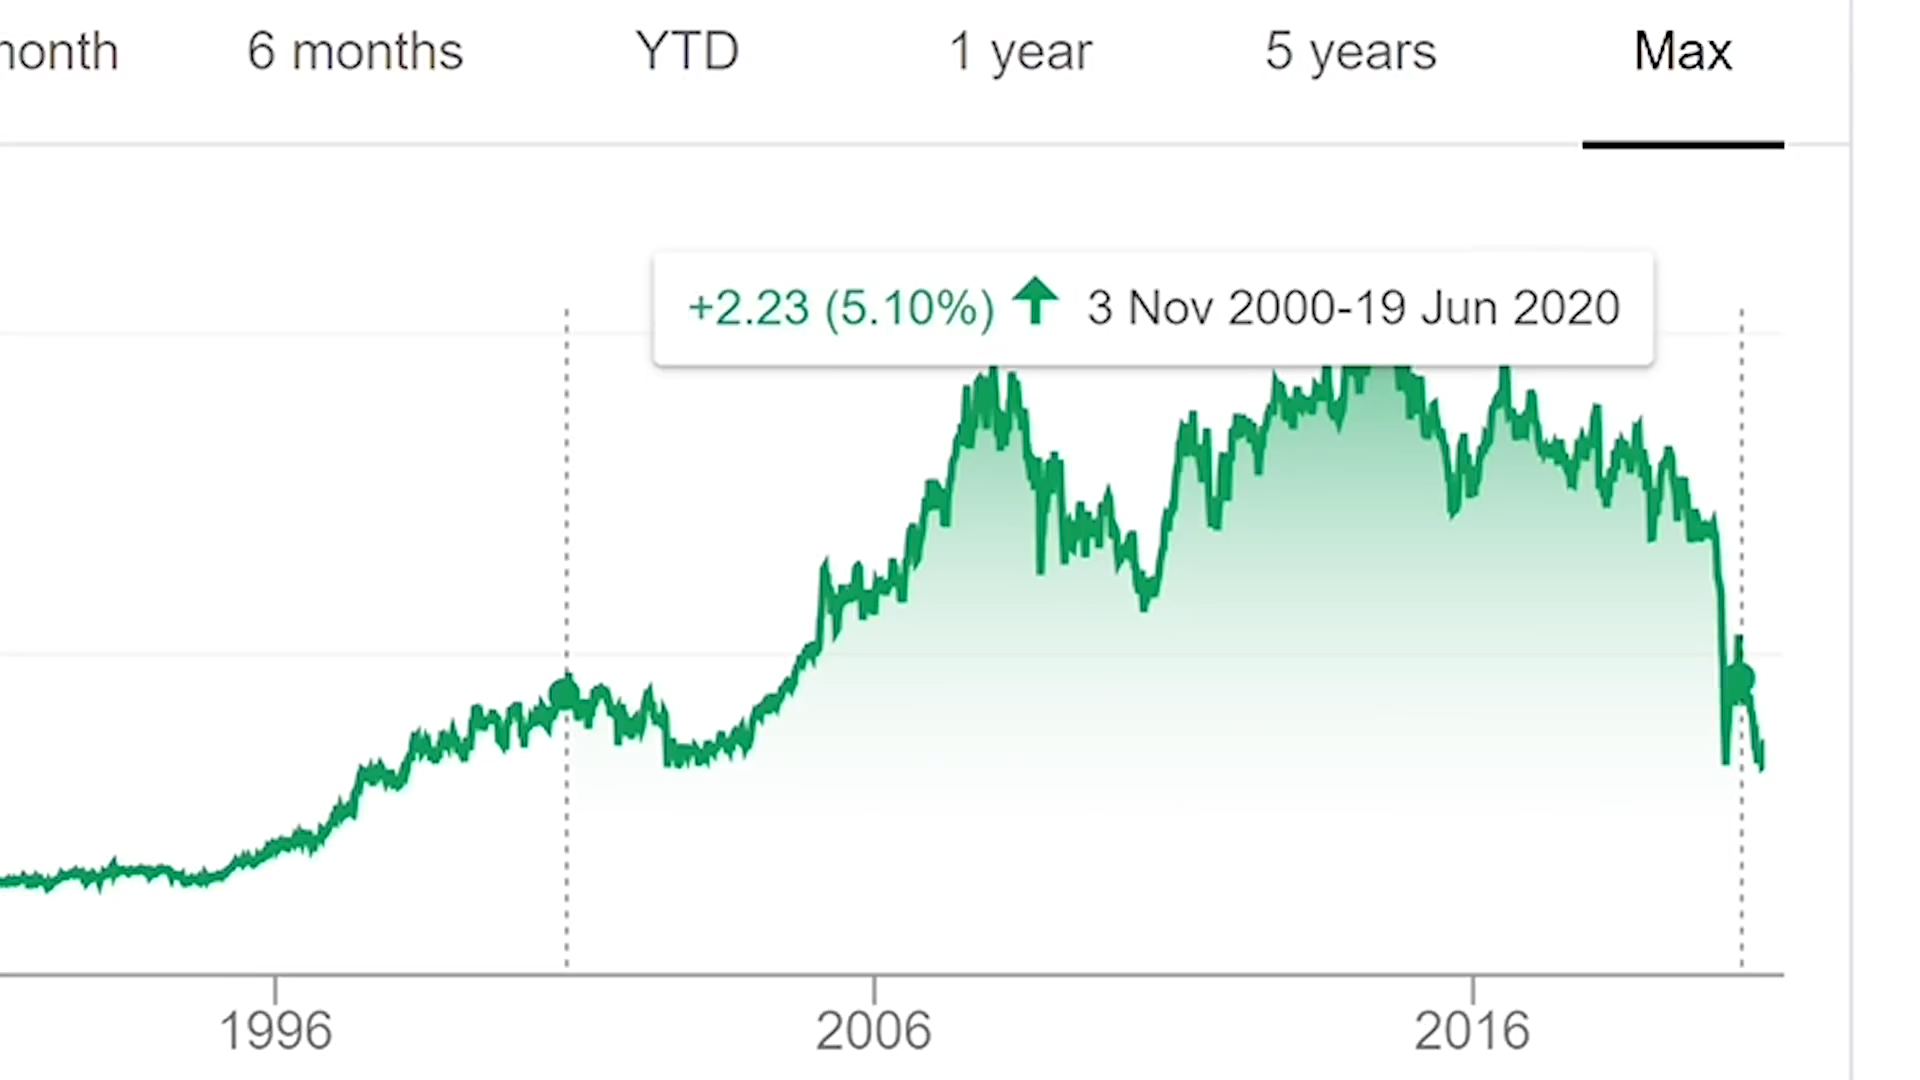 month 6 months YTD 1 year 5 years Max
+2.23 (5.10%) ↑ 3 Nov 2000-19 Jun 2020
1996 2006 2016